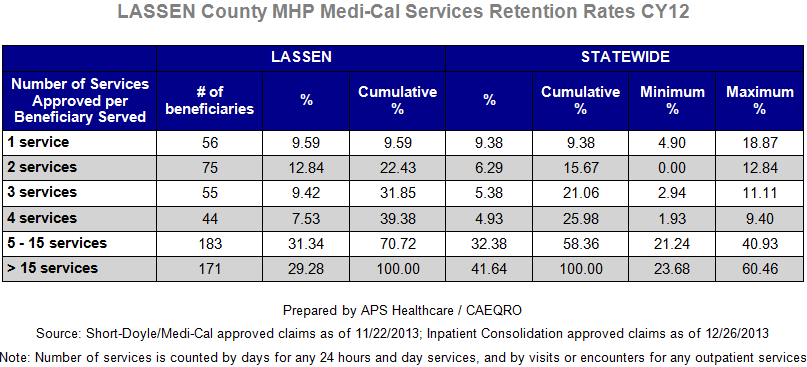 LASSEN County MHP Medi-Cal Services Retention Rates CY12
LASSEN STATEWIDE
Number of Services Approved per Beneficiary Served # of beneficiaries % Cumulative % % Cumulative % Minimum % Maximum %
1 service 56 9.59 9.59 9.38 9.38 4.90 18.87
2 services 75 12.84 22.43 6.29 15.67 0.00 12.84
3 services 55 9.42 31.85 5.38 21.06 2.94 11.11
4 services 44 7.53 39.38 4.93 25.98 1.93 9.40
5 - 15 services 183 31.34 70.72 32.38 58.36 21.24 40.93
> 15 services 171 29.28 100.00 41.64 100.00 23.68 60.46
Prepared by APS Healthcare / CAEQRO
Source: Short-Doyle/Medi-Cal approved claims as of 11/22/2013; Inpatient Consolidation approved claims as of 12/26/2013
Note: Number of services is counted by days for any 24 hours and day services, and by visits or encounters for any outpatient services